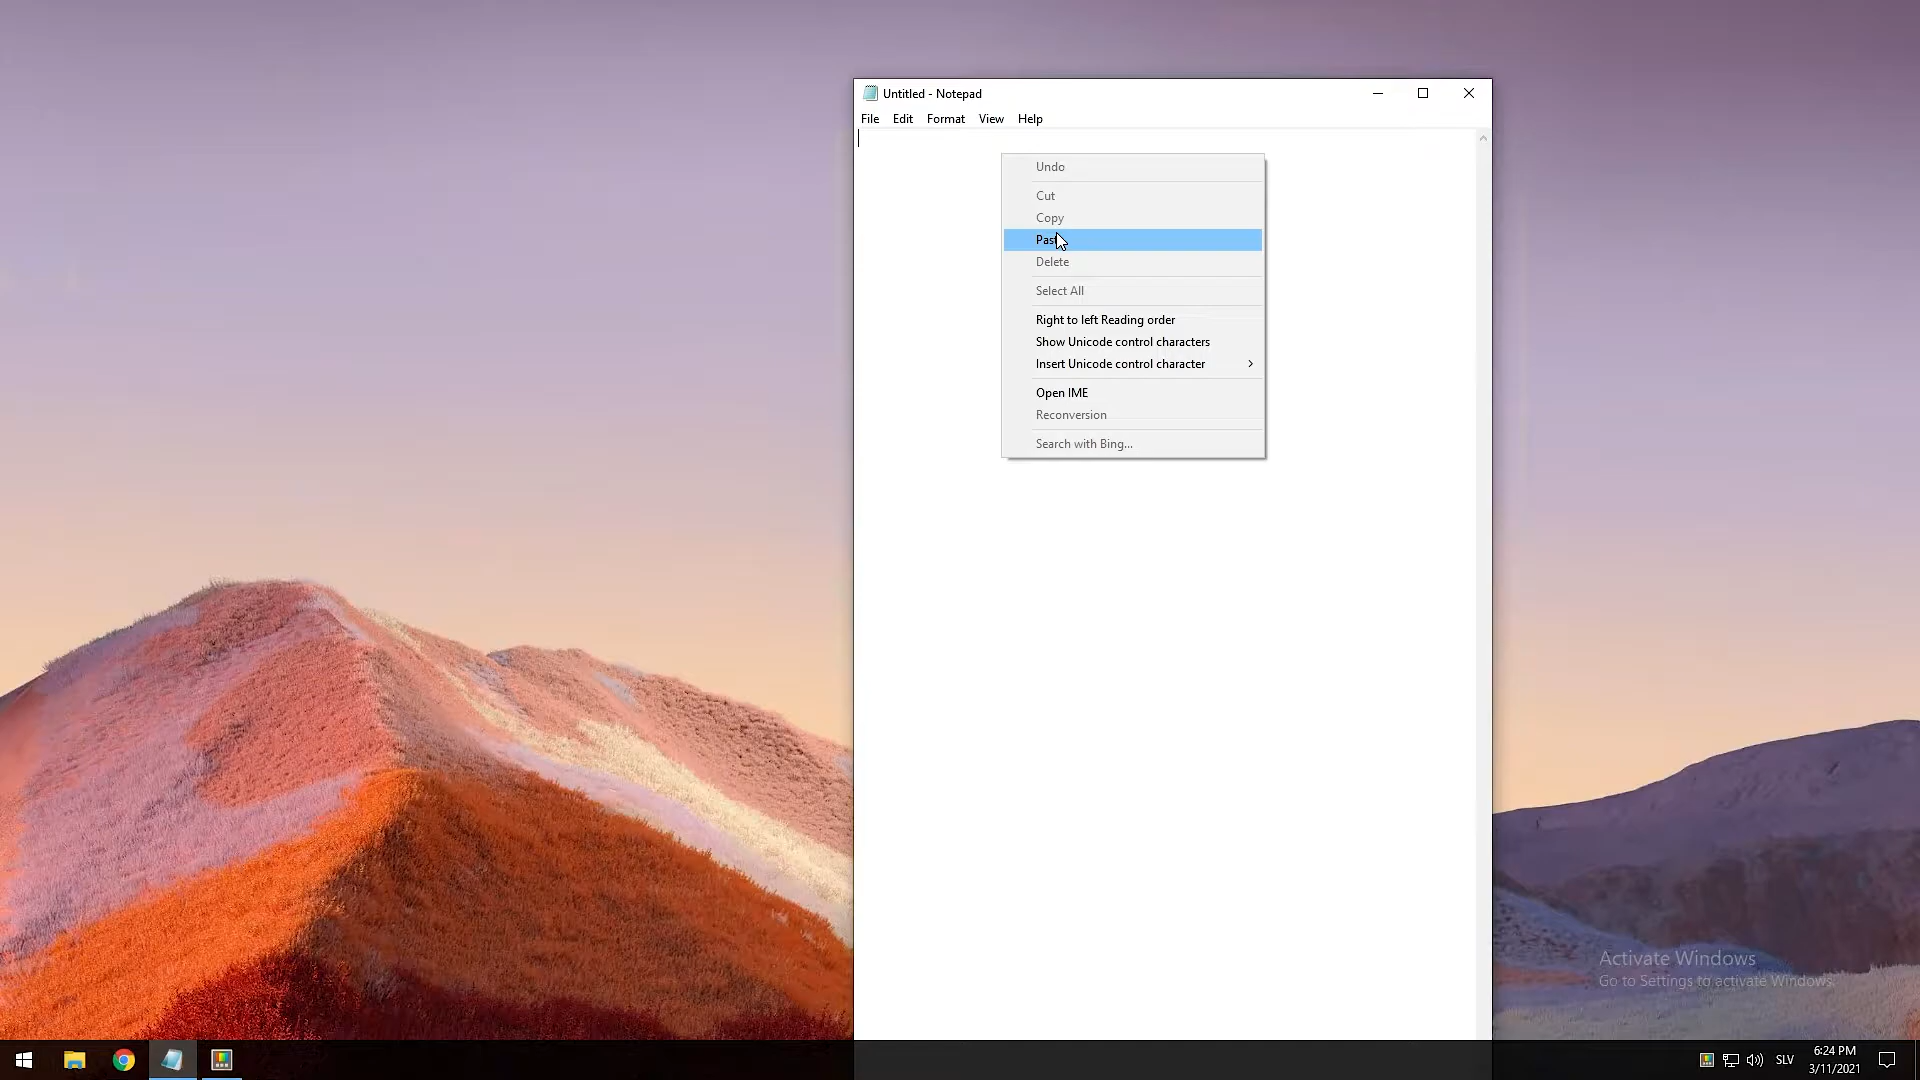 Untitled - Notepad
File Edit Format View Help
Undo
Cut
Copy
Delete
Select All
Right to left Reading order
Show Unicode control characters
Insert Unicode control character
Open IME
Reconversion
Search with Bing...
Activate Windows
Go to Settings to activate Windows.
SLV
6:24 PM
3/11/2021